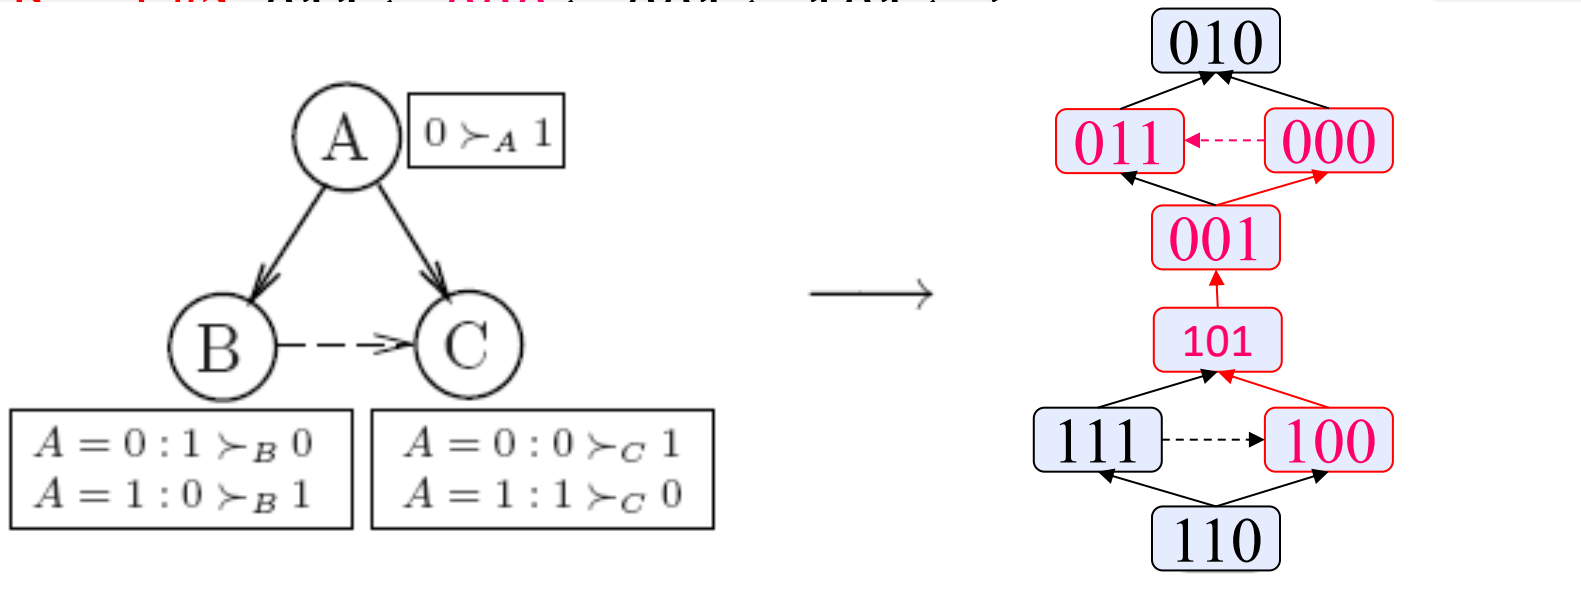 A
0 ≻_A 1
B
C
A = 0 : 1 ≻_B 0
A = 1 : 0 ≻_B 1
A = 0 : 0 ≻_C 1
A = 1 : 1 ≻_C 0
010
011
000
001
101
111
100
110